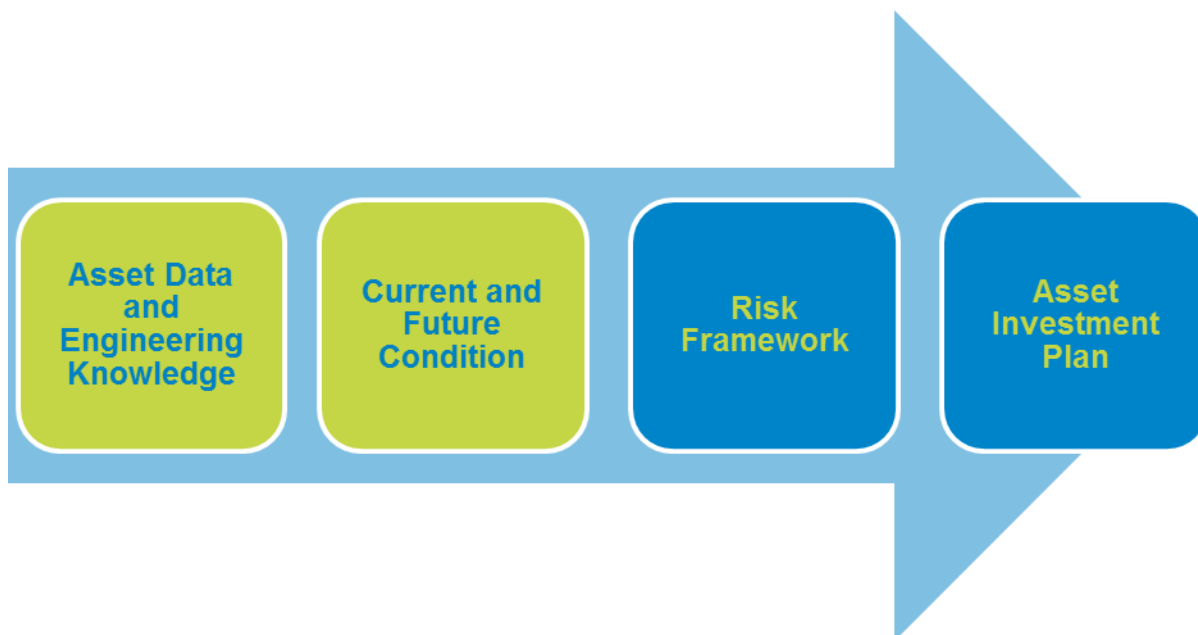 Asset Data
and
Engineering
Knowledge
Current and
Future
Condition
Risk
Framework
Asset
Investment
Plan